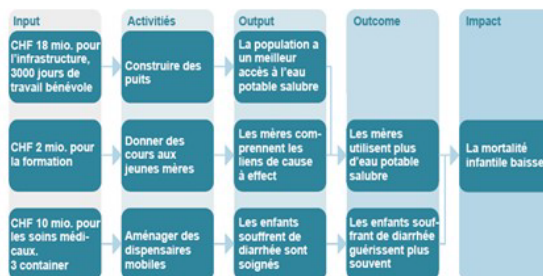 Input
Activitiés
Output
Outcome
Impact
CHF 18 mio. pour
l'infrastructure,
3000 jours de
travail bénévole
Construire des
puits
La population a
un meilleur
accès à l'eau
potable salubre
CHF 2 mio. pour
la formation
Donner des
cours aux
jeunes mères
Les mères com-
prennent les
liens de cause
à effect
Les mères
utilisent plus
d'eau potable
salubre
La mortalité
infantile baisse
CHF 10 mio. pour
les soins médi-
caux.
3 container
Aménager des
dispensaires
mobiles
Les enfants
souffrent de
diarrhée sont
soignés
Les enfants souf-
frant de diarrhée
guérissent plus
souvent